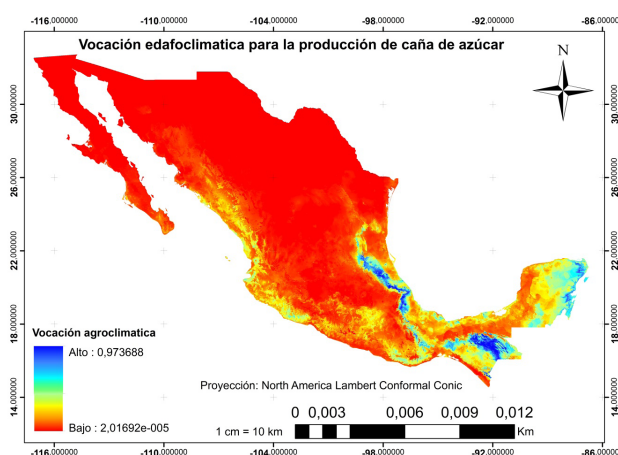 -116.000000 -110.000000 -104.000000 -98.000000 -92.000000 -86.000000
Vocación edafoclimatica para la producción de caña de azúcar
N
30.000000 30.000000
26.000000 26.000000
22.000000 22.000000
18.000000 18.000000
14.000000 14.000000
Vocación agroclimatica
Alto : 0,973688
Bajo : 2,01692e-005
Proyección: North America Lambert Conformal Conic
0 0,003 0,006 0,009 0,012
1 cm = 10 km
Km
-116.000000 -110.000000 -104.000000 -98.000000 -92.000000 -86.000000